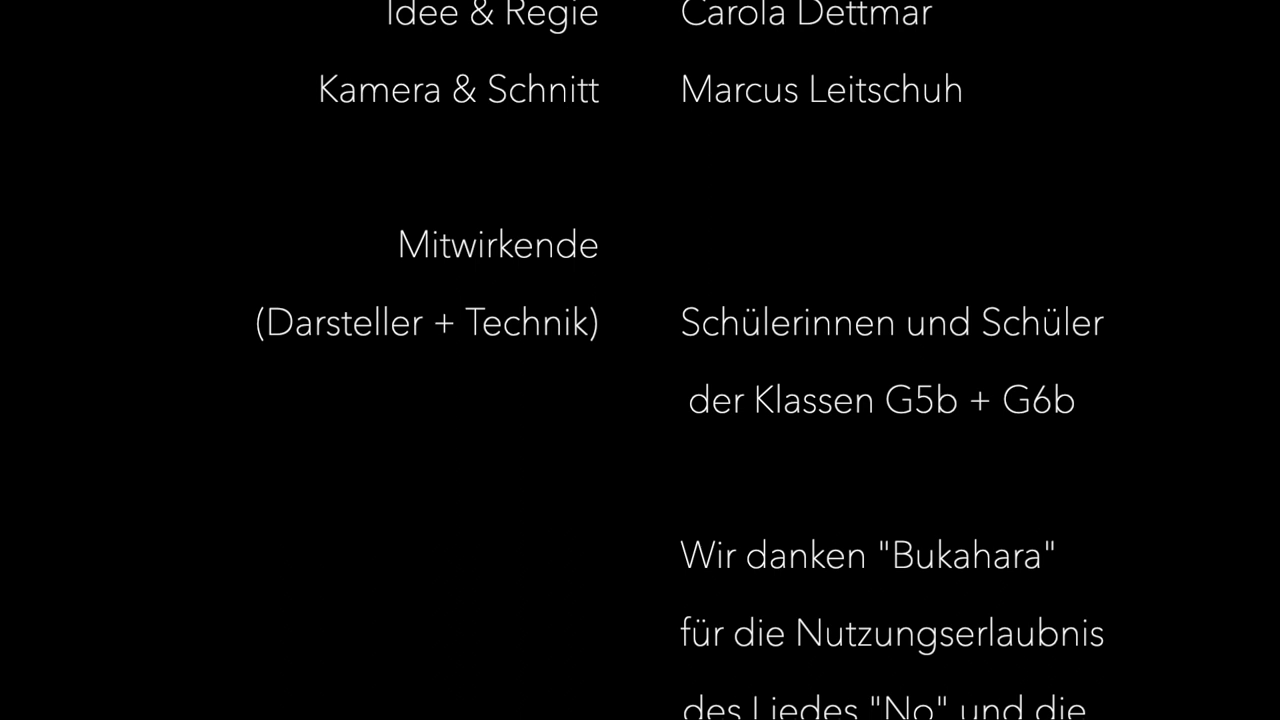 Idee & Regie Carola Dettmar
Kamera & Schnitt Marcus Leitschuh
Mitwirkende
(Darsteller + Technik) Schülerinnen und Schüler
der Klassen G5b + G6b
Wir danken "Bukahara"
für die Nutzungserlaubnis
des Liedes "No" und die